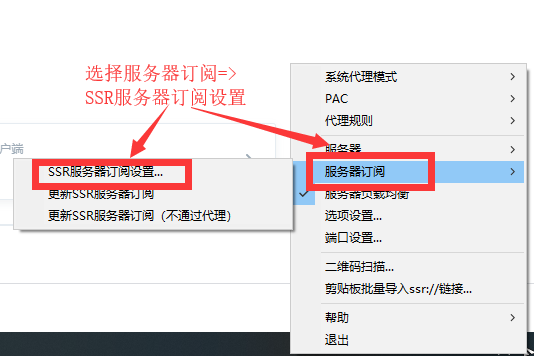 选择服务器订阅=>
SSR服务器订阅设置
户端
系统代理模式
PAC
代理规则
服务器
服务器订阅
服务器负载均衡
选项设置...
端口设置...
二维码扫描...
剪贴板批量导入ssr://链接...
帮助
退出
SSR服务器订阅设置...
更新SSR服务器订阅
更新SSR服务器订阅（不通过代理）